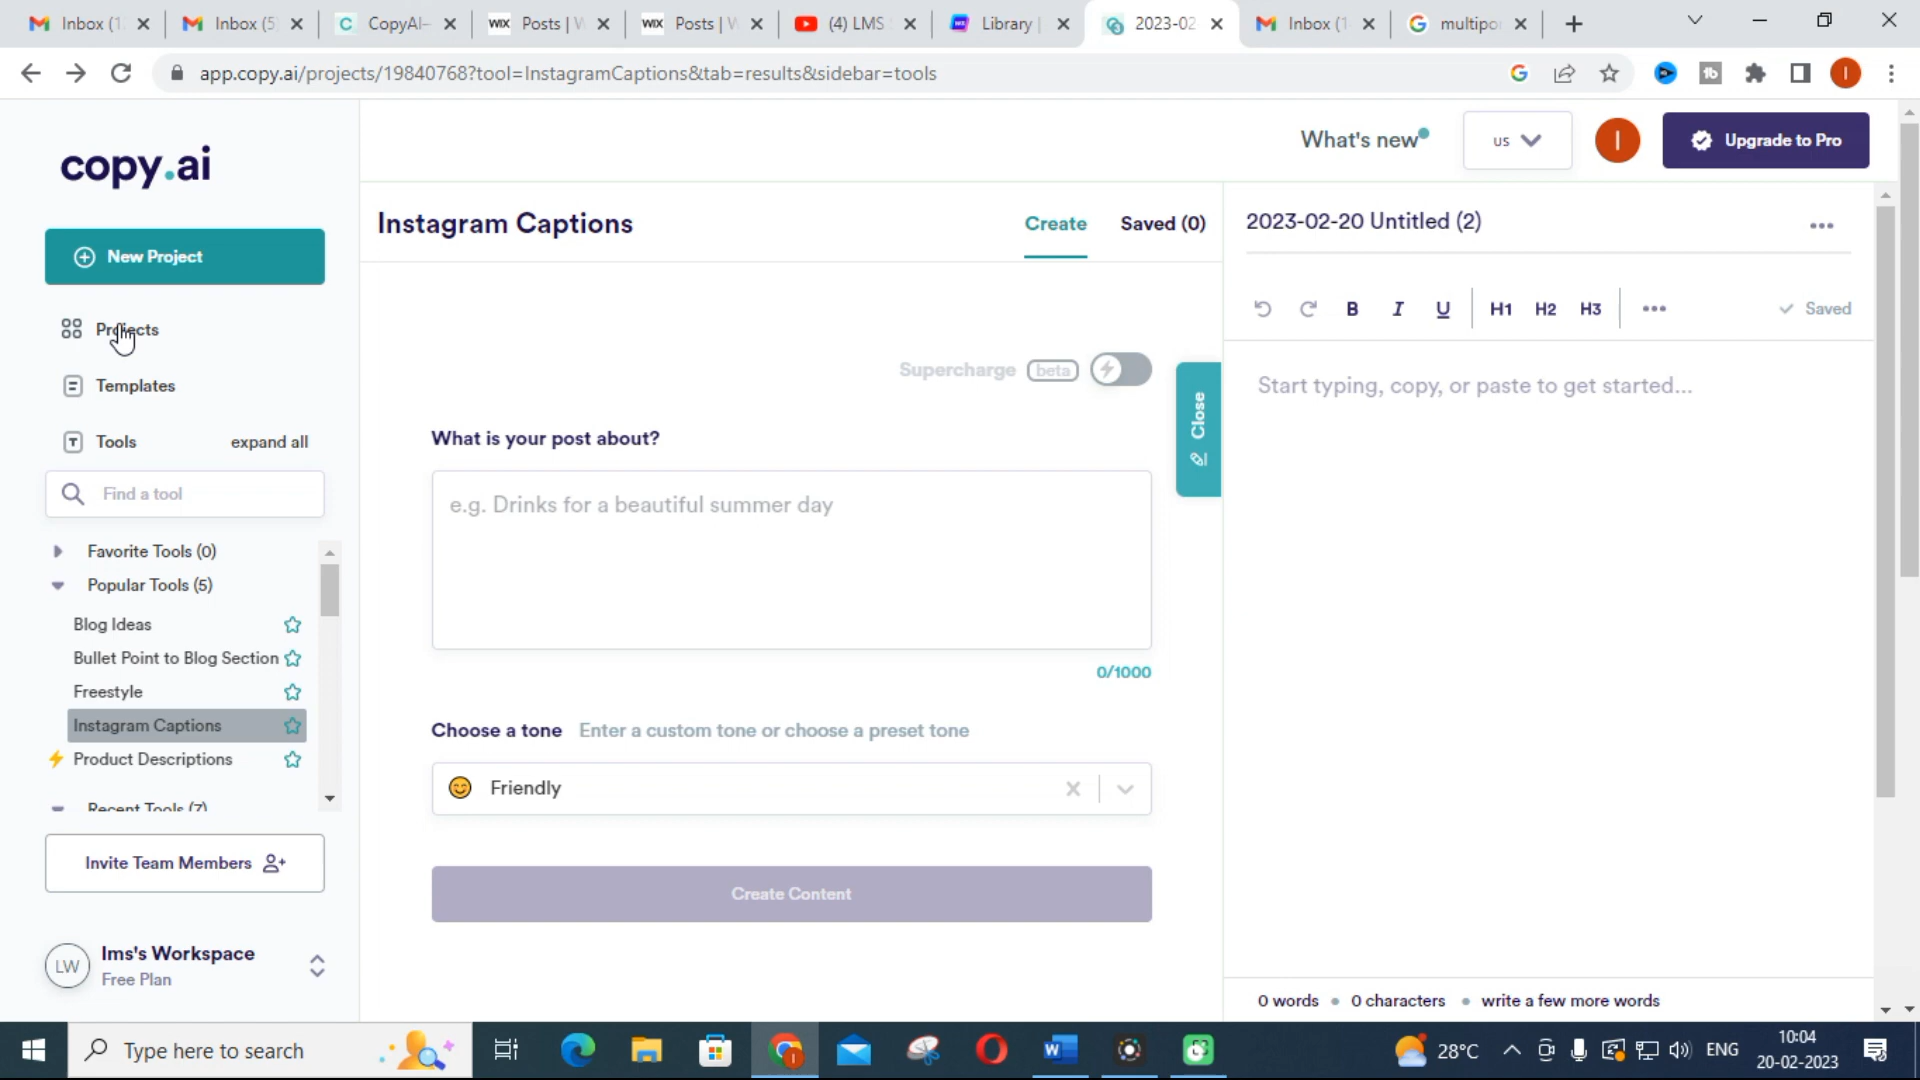 Inbox (1
Inbox (5
CopyAI-
Posts | W
Posts | W
(4) LMS
Library |
2023-02
Inbox (1
multipo
app.copy.ai/projects/19840768?tool=InstagramCaptions&tab=results&sidebar=tools
copy.ai
What's new
us
I
Upgrade to Pro
New Project
Projects
Templates
Tools
expand all
Find a tool
Favorite Tools (0)
Popular Tools (5)
Blog Ideas
Bullet Point to Blog Section
Freestyle
Instagram Captions
Product Descriptions
Recent Tools (7)
Invite Team Members
LW
lms's Workspace
Free Plan
Instagram Captions
Create
Saved (0)
Supercharge
beta
Close
What is your post about?
e.g. Drinks for a beautiful summer day
0/1000
Choose a tone
Enter a custom tone or choose a preset tone
Friendly
Create Content
2023-02-20 Untitled (2)
B
I
U
H1
H2
H3
Saved
Start typing, copy, or paste to get started...
0 words
0 characters
write a few more words
Type here to search
28°C
ENG
10:04
20-02-2023